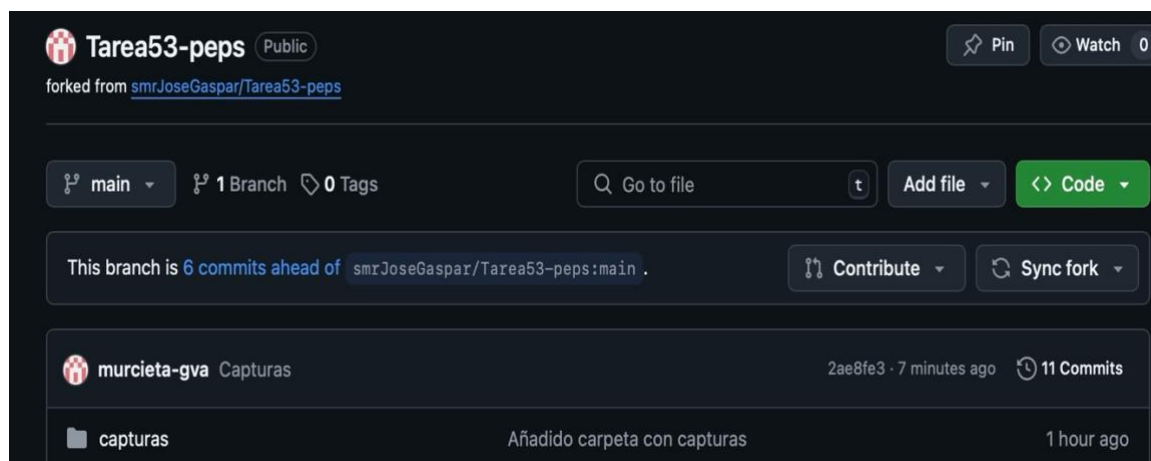 Tarea53-peps Public Pin Watch 0
forked from smrJoseGaspar/Tarea53-peps
main 1 Branch 0 Tags Go to file t Add file <> Code
This branch is 6 commits ahead of smrJoseGaspar/Tarea53-peps:main . Contribute Sync fork
murcieta-gva Capturas 2ae8fe3 · 7 minutes ago 11 Commits
capturas Añadido carpeta con capturas 1 hour ago